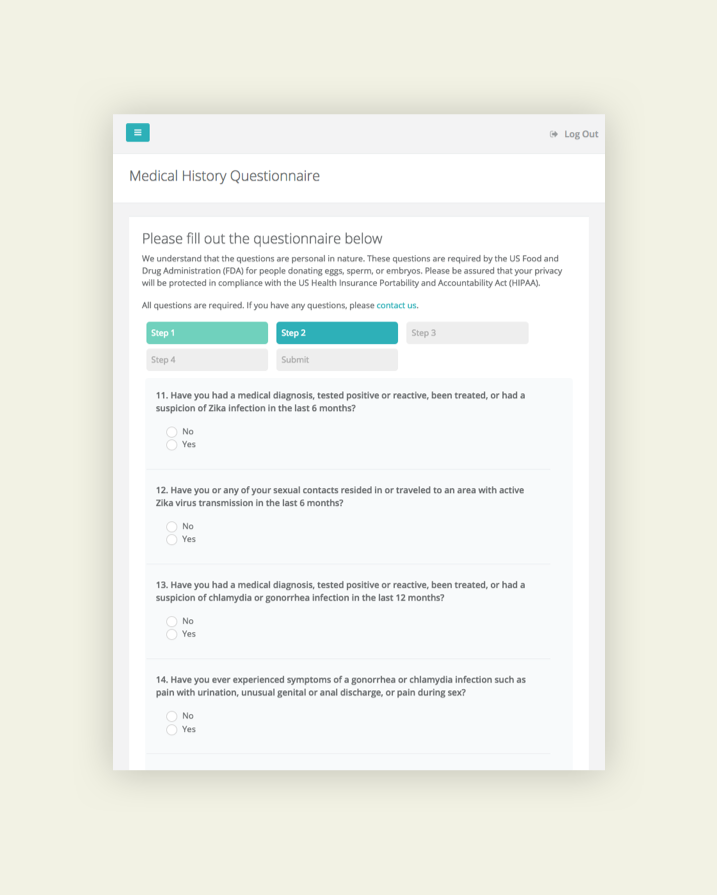 Log Out
Medical History Questionnaire
Please fill out the questionnaire below
We understand that the questions are personal in nature. These questions are required by the US Food and
Drug Administration (FDA) for people donating eggs, sperm, or embryos. Please be assured that your privacy
will be protected in compliance with the US Health Insurance Portability and Accountability Act (HIPAA).
All questions are required. If you have any questions, please contact us.
Step 1
Step 2
Step 3
Step 4
Submit
11. Have you had a medical diagnosis, tested positive or reactive, been treated, or had a
suspicion of Zika infection in the last 6 months?
No
Yes
12. Have you or any of your sexual contacts resided in or traveled to an area with active
Zika virus transmission in the last 6 months?
No
Yes
13. Have you had a medical diagnosis, tested positive or reactive, been treated, or had a
suspicion of chlamydia or gonorrhea infection in the last 12 months?
No
Yes
14. Have you ever experienced symptoms of a gonorrhea or chlamydia infection such as
pain with urination, unusual genital or anal discharge, or pain during sex?
No
Yes